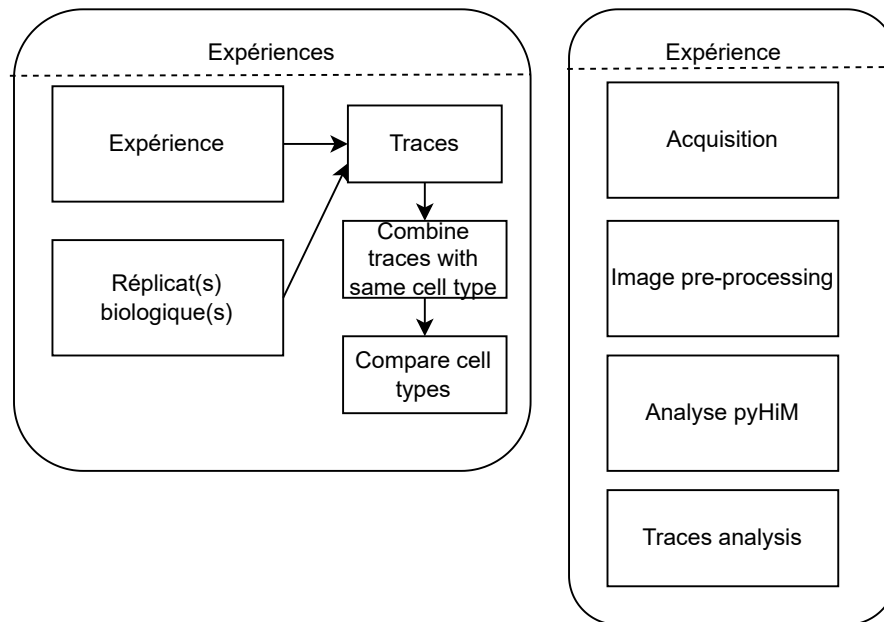 Expériences
Expérience
Traces
Réplicat(s)
biologique(s)
Combine
traces with
same cell type
Compare cell
types
Expérience
Acquisition
Image pre-processing
Analyse pyHiM
Traces analysis